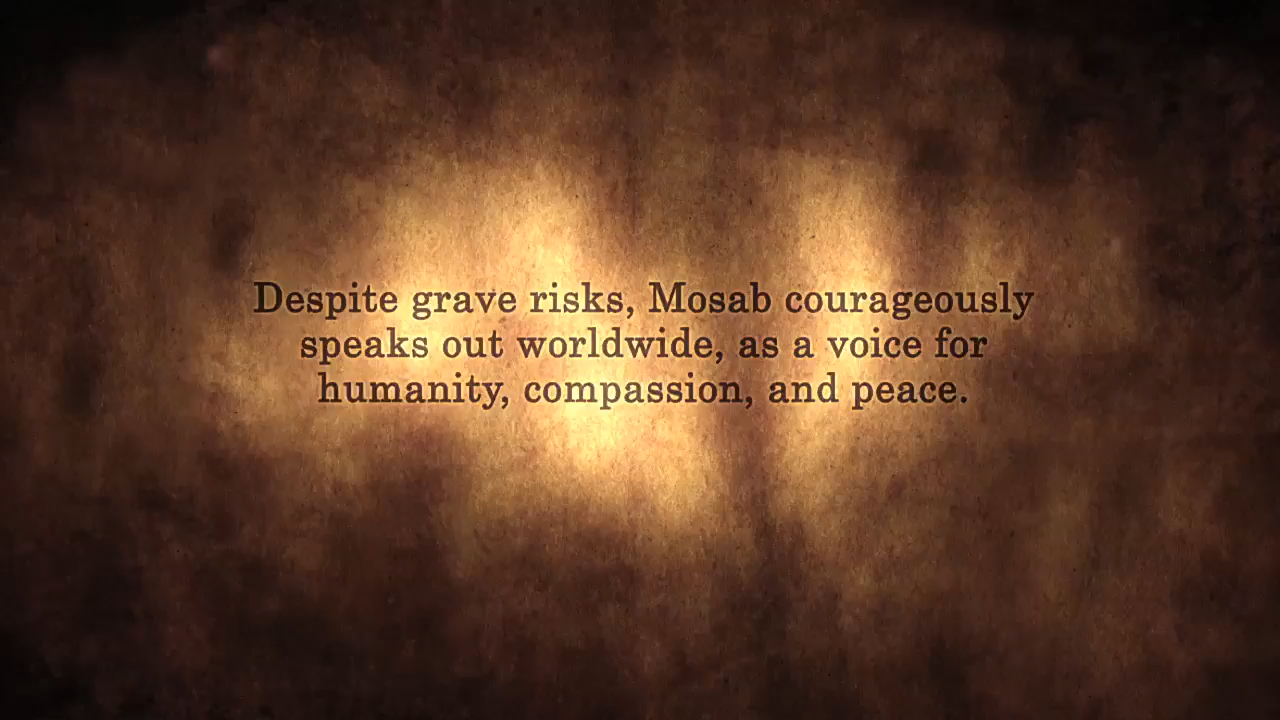 Despite grave risks, Mosab courageously
speaks out worldwide, as a voice for
humanity, compassion, and peace.